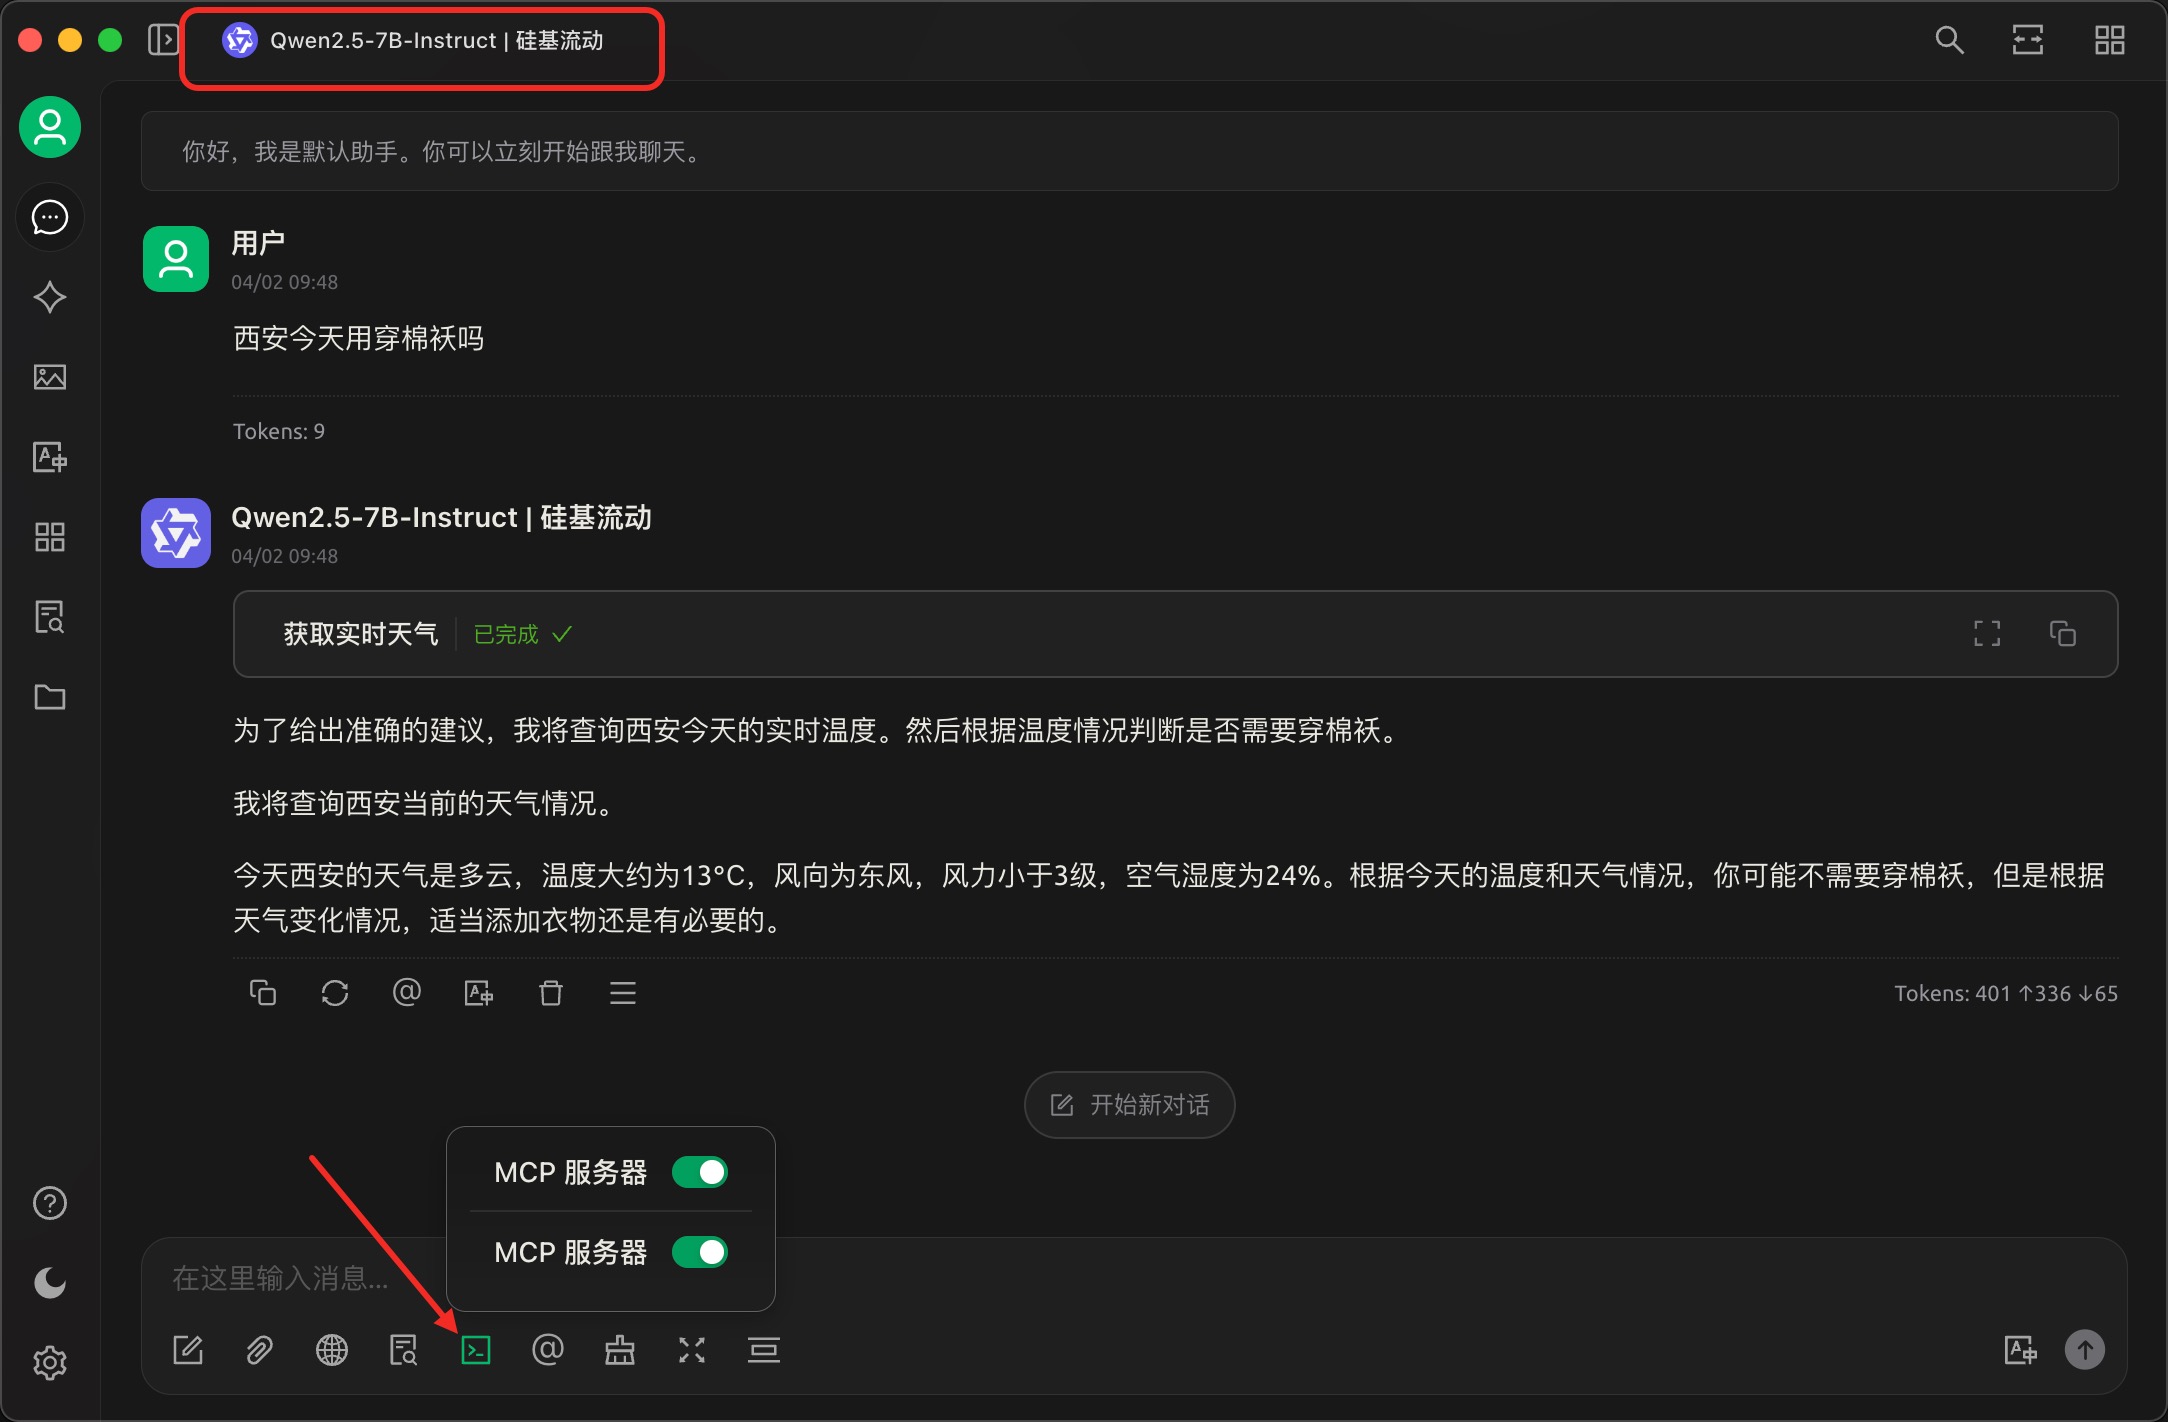 Qwen2.5-7B-Instruct | 硅基流动
你好，我是默认助手。你可以立刻开始跟我聊天。
用户
04/02 09:48
西安今天用穿棉袄吗
Tokens: 9
Qwen2.5-7B-Instruct | 硅基流动
04/02 09:48
获取实时天气 已完成
为了给出准确的建议，我将查询西安今天的实时温度。然后根据温度情况判断是否需要穿棉袄。
我将查询西安当前的天气情况。
今天西安的天气是多云，温度大约为13°C，风向为东风，风力小于3级，空气湿度为24%。根据今天的温度和天气情况，你可能不需要穿棉袄，但是根据
天气变化情况，适当添加衣物还是有必要的。
Tokens: 401 ↑336 ↓65
开始新对话
MCP 服务器
MCP 服务器
在这里输入消息...